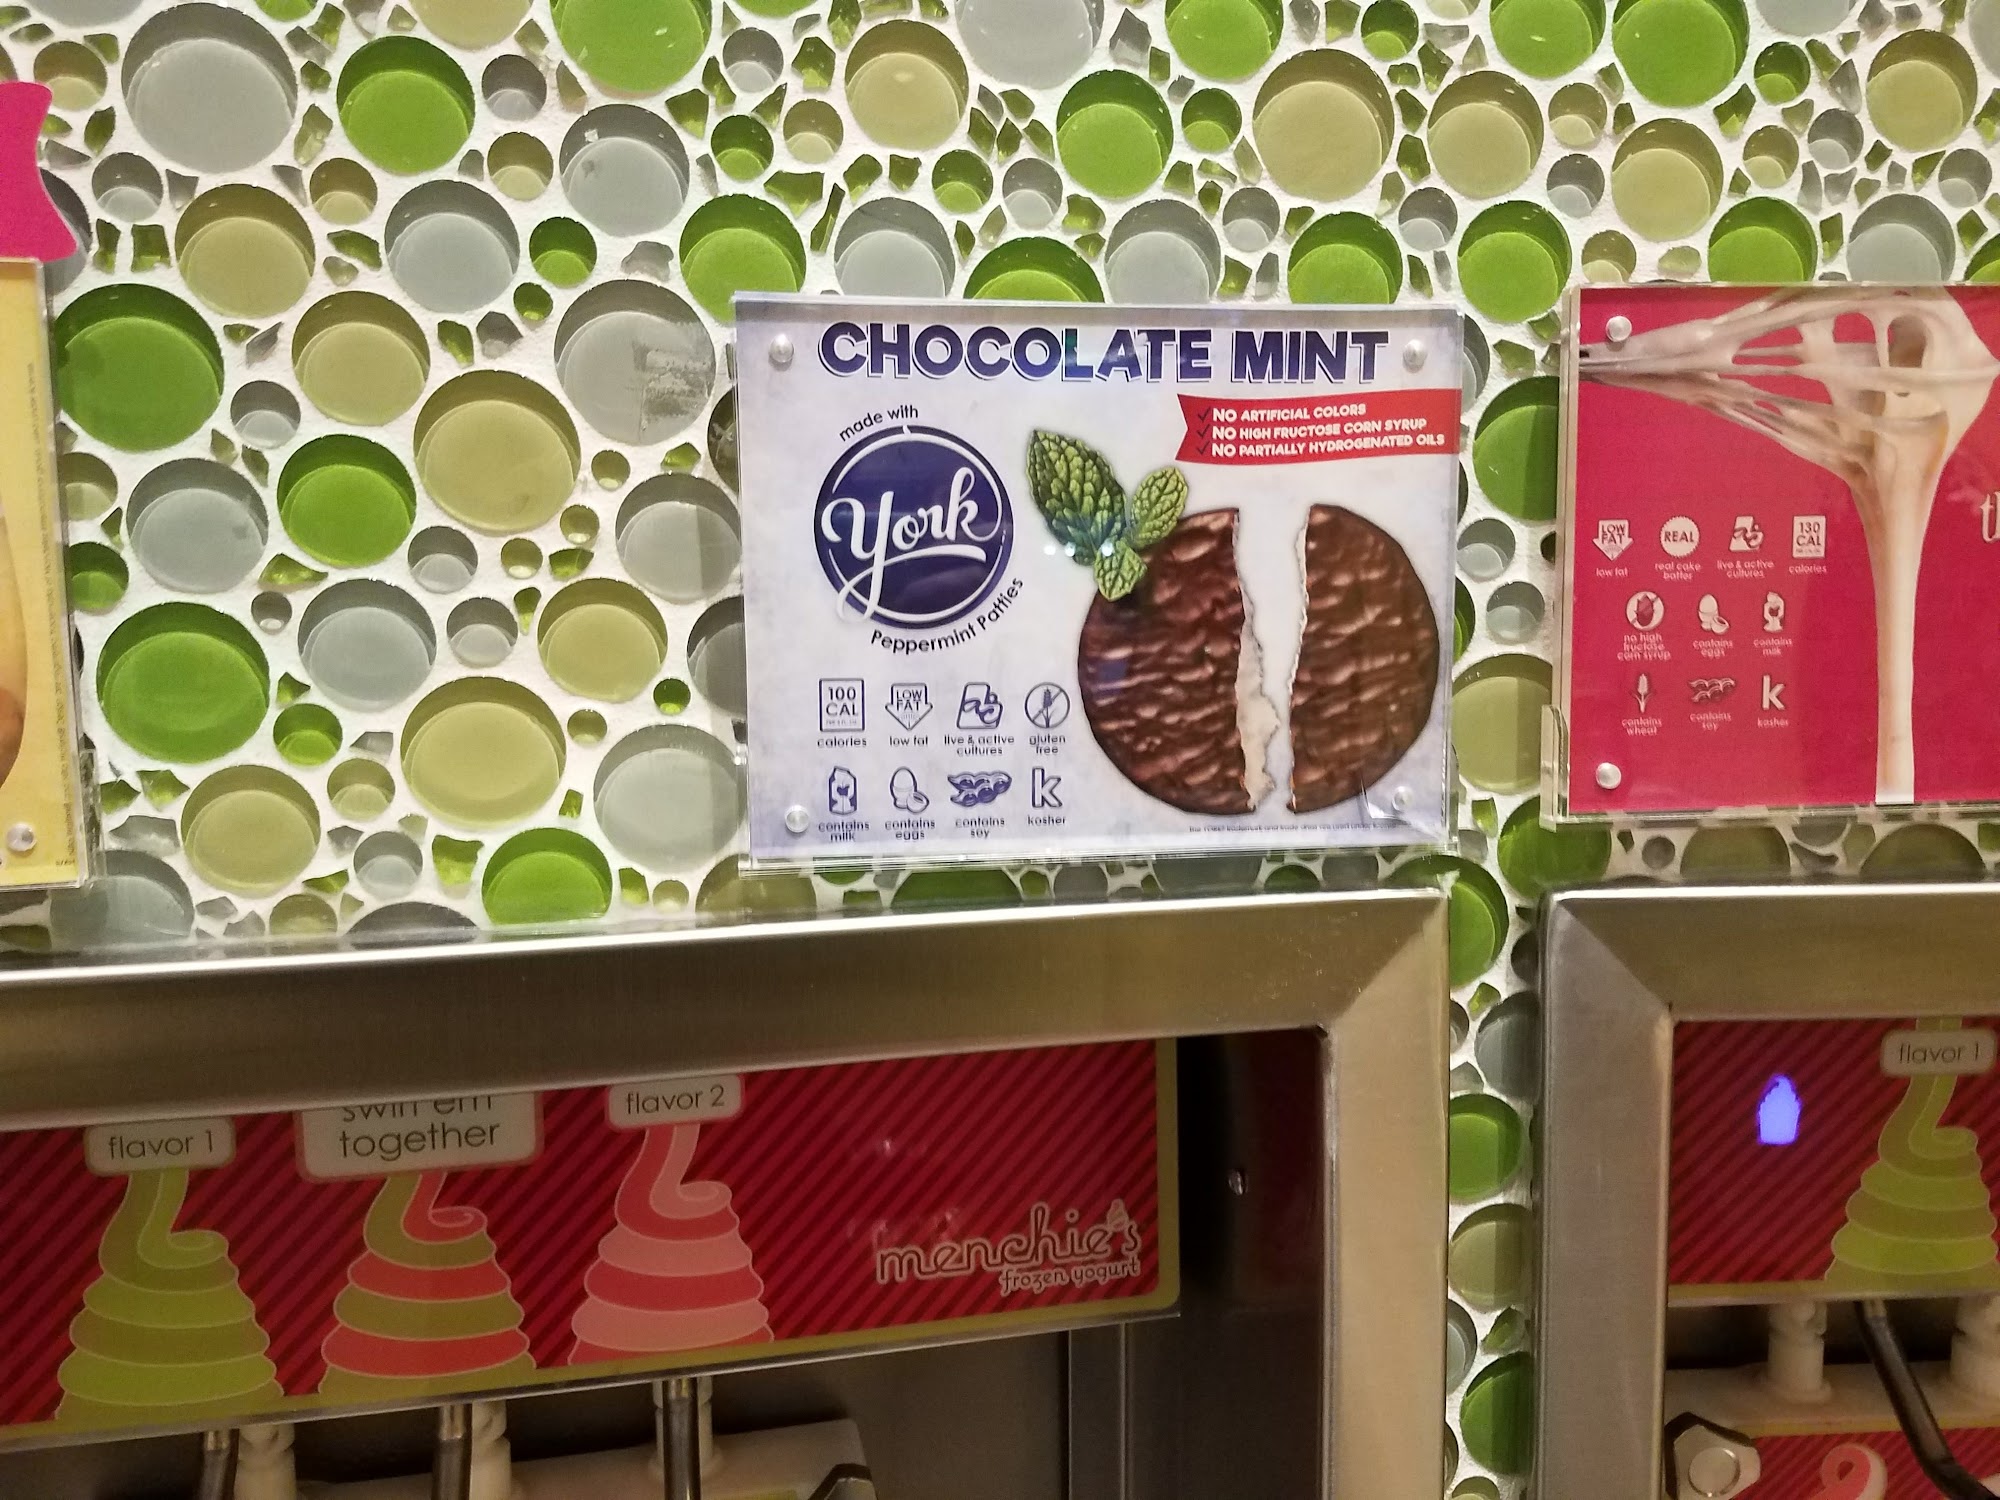 CHOCOLATE MINT
made with
York
Peppermint Patties
NO ARTIFICIAL COLORS
NO HIGH FRUCTOSE CORN SYRUP
NO PARTIALLY HYDROGENATED OILS
100
CAL
calories
LOW
FAT
low fat
live & active
cultures
gluten
free
contains
milk
contains
eggs
contains
soy
k
kosher
LOW
FAT
low fat
REAL
real cake
batter
live & active
cultures
130
CAL
calories
no high
fructose
corn syrup
contains
eggs
contains
milk
contains
wheat
contains
soy
k
kosher
flavor 1
swirl 'em
together
flavor 2
menchie's
frozen yogurt
flavor 1